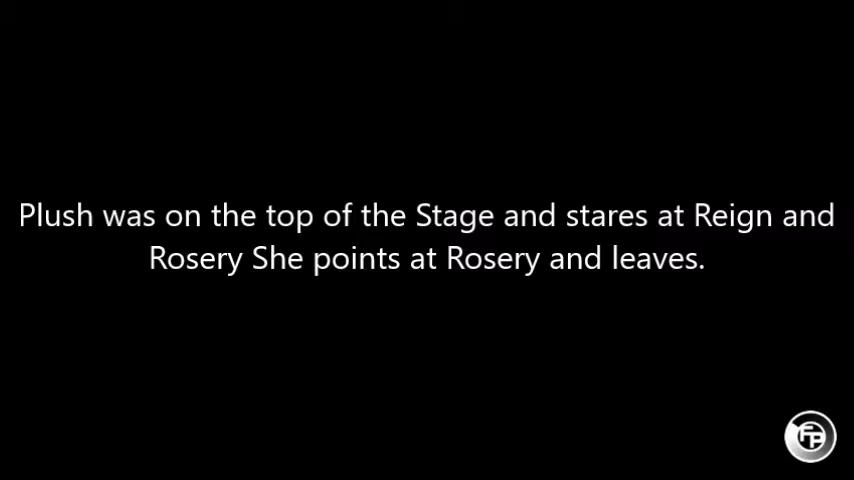 Plush was on the top of the Stage and stares at Reign and
Rosery She points at Rosery and leaves.
FP